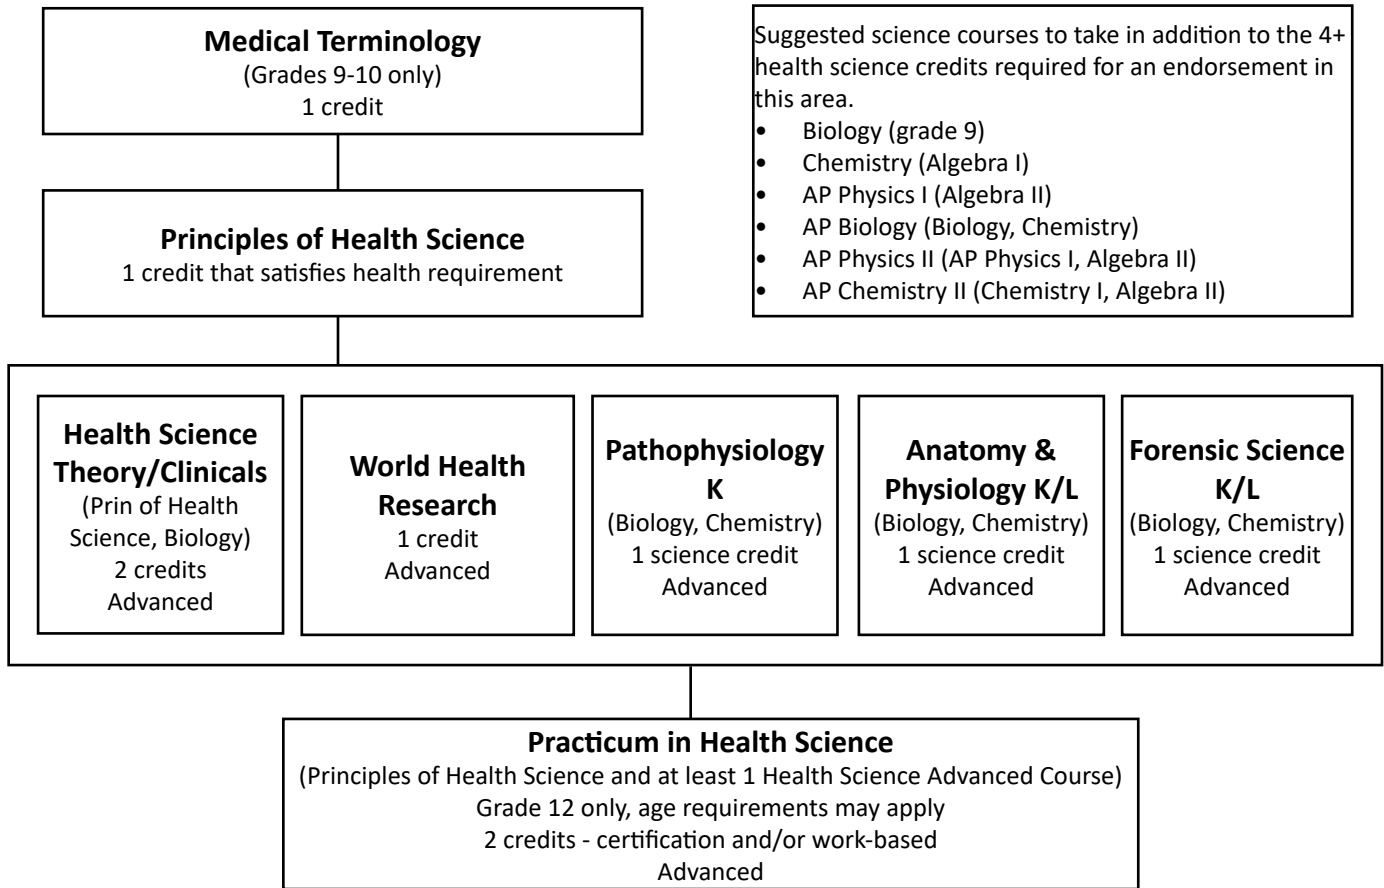 Medical Terminology
(Grades 9-10 only)
1 credit
Suggested science courses to take in addition to the 4+
health science credits required for an endorsement in
this area.
• Biology (grade 9)
• Chemistry (Algebra I)
• AP Physics I (Algebra II)
• AP Biology (Biology, Chemistry)
• AP Physics II (AP Physics I, Algebra II)
• AP Chemistry II (Chemistry I, Algebra II)
Principles of Health Science
1 credit that satisfies health requirement
Health Science
Theory/Clinicals
(Prin of Health
Science, Biology)
2 credits
Advanced
World Health
Research
1 credit
Advanced
Pathophysiology
K
(Biology, Chemistry)
1 science credit
Advanced
Anatomy &
Physiology K/L
(Biology, Chemistry)
1 science credit
Advanced
Forensic Science
K/L
(Biology, Chemistry)
1 science credit
Advanced
Practicum in Health Science
(Principles of Health Science and at least 1 Health Science Advanced Course)
Grade 12 only, age requirements may apply
2 credits - certification and/or work-based
Advanced